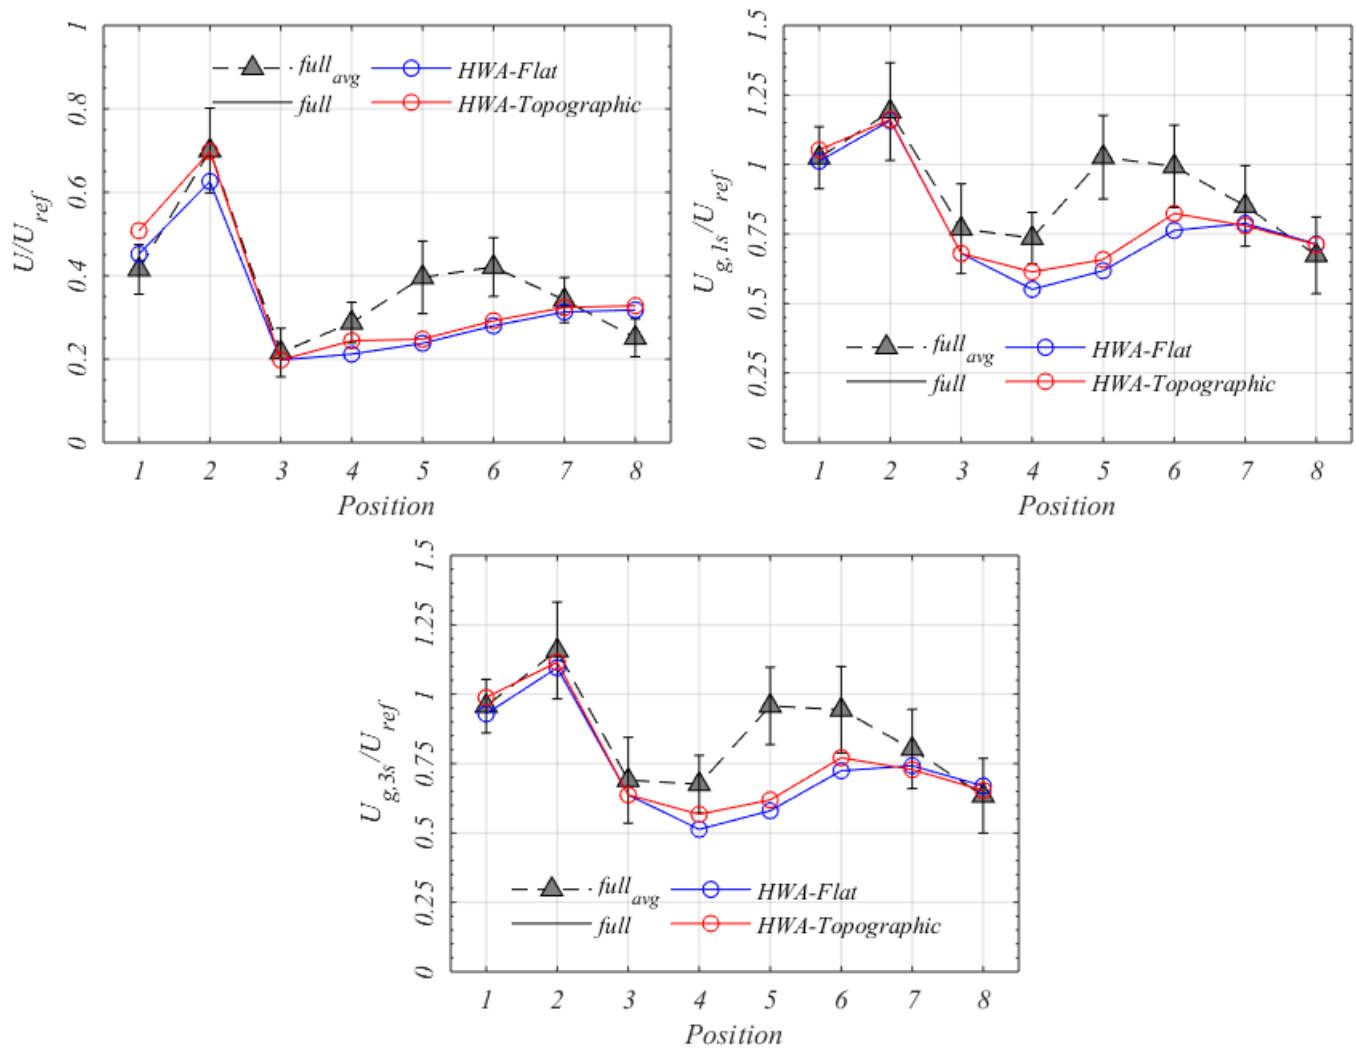 U/U_ref
1
0.8
0.6
0.4
0.2
0
full_avg
HWA-Flat
full
HWA-Topographic
1 2 3 4 5 6 7 8
Position
U_g,1s/U_ref
1.5
1.25
1
0.75
0.5
0.25
0
full_avg
HWA-Flat
full
HWA-Topographic
1 2 3 4 5 6 7 8
Position
U_g,3s/U_ref
1.5
1.25
1
0.75
0.5
0.25
0
full_avg
HWA-Flat
full
HWA-Topographic
1 2 3 4 5 6 7 8
Position